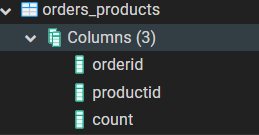 orders_products
Columns (3)
orderid
productid
count